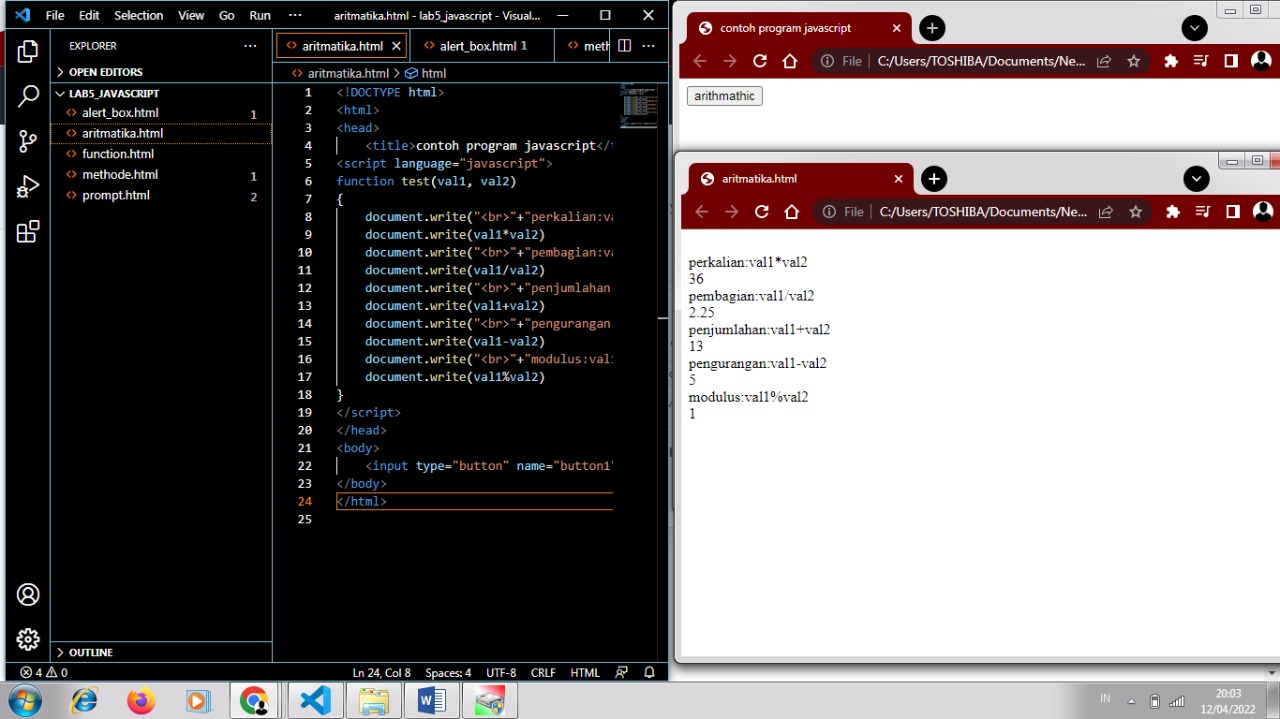 File Edit Selection View Go Run ··· aritmatika.html - lab5_javascript - Visual...
EXPLORER ···
OPEN EDITORS
LAB5_JAVASCRIPT
alert_box.html 1
aritmatika.html
function.html
methode.html 1
prompt.html 2
OUTLINE
aritmatika.html alert_box.html 1 ···
aritmatika.html > html
1 <!DOCTYPE html>
2 <html>
3 <head>
4 <title>contoh program javascript</
5 <script language="javascript">
6 function test(val1, val2)
7 {
8 document.write("<br>"+"perkalian:va
9 document.write(val1*val2)
10 document.write("<br>"+"pembagian:va
11 document.write(val1/val2)
12 document.write("<br>"+"penjumlahan
13 document.write(val1+val2)
14 document.write("<br>"+"pengurangan
15 document.write(val1-val2)
16 document.write("<br>"+"modulus:val1
17 document.write(val1%val2)
18 }
19 </script>
20 </head>
21 <body>
22 <input type="button" name="button1"
23 </body>
24 </html>
25
4 0 Ln 24, Col 8 Spaces: 4 UTF-8 CRLF HTML
contoh program javascript
File C:/Users/TOSHIBA/Documents/Ne...
arithmathic
aritmatika.html
File C:/Users/TOSHIBA/Documents/Ne...
perkalian:val1*val2
36
pembagian:val1/val2
2.25
penjumlahan:val1+val2
13
pengurangan:val1-val2
5
modulus:val1%val2
1
IN 20:03
12/04/2022